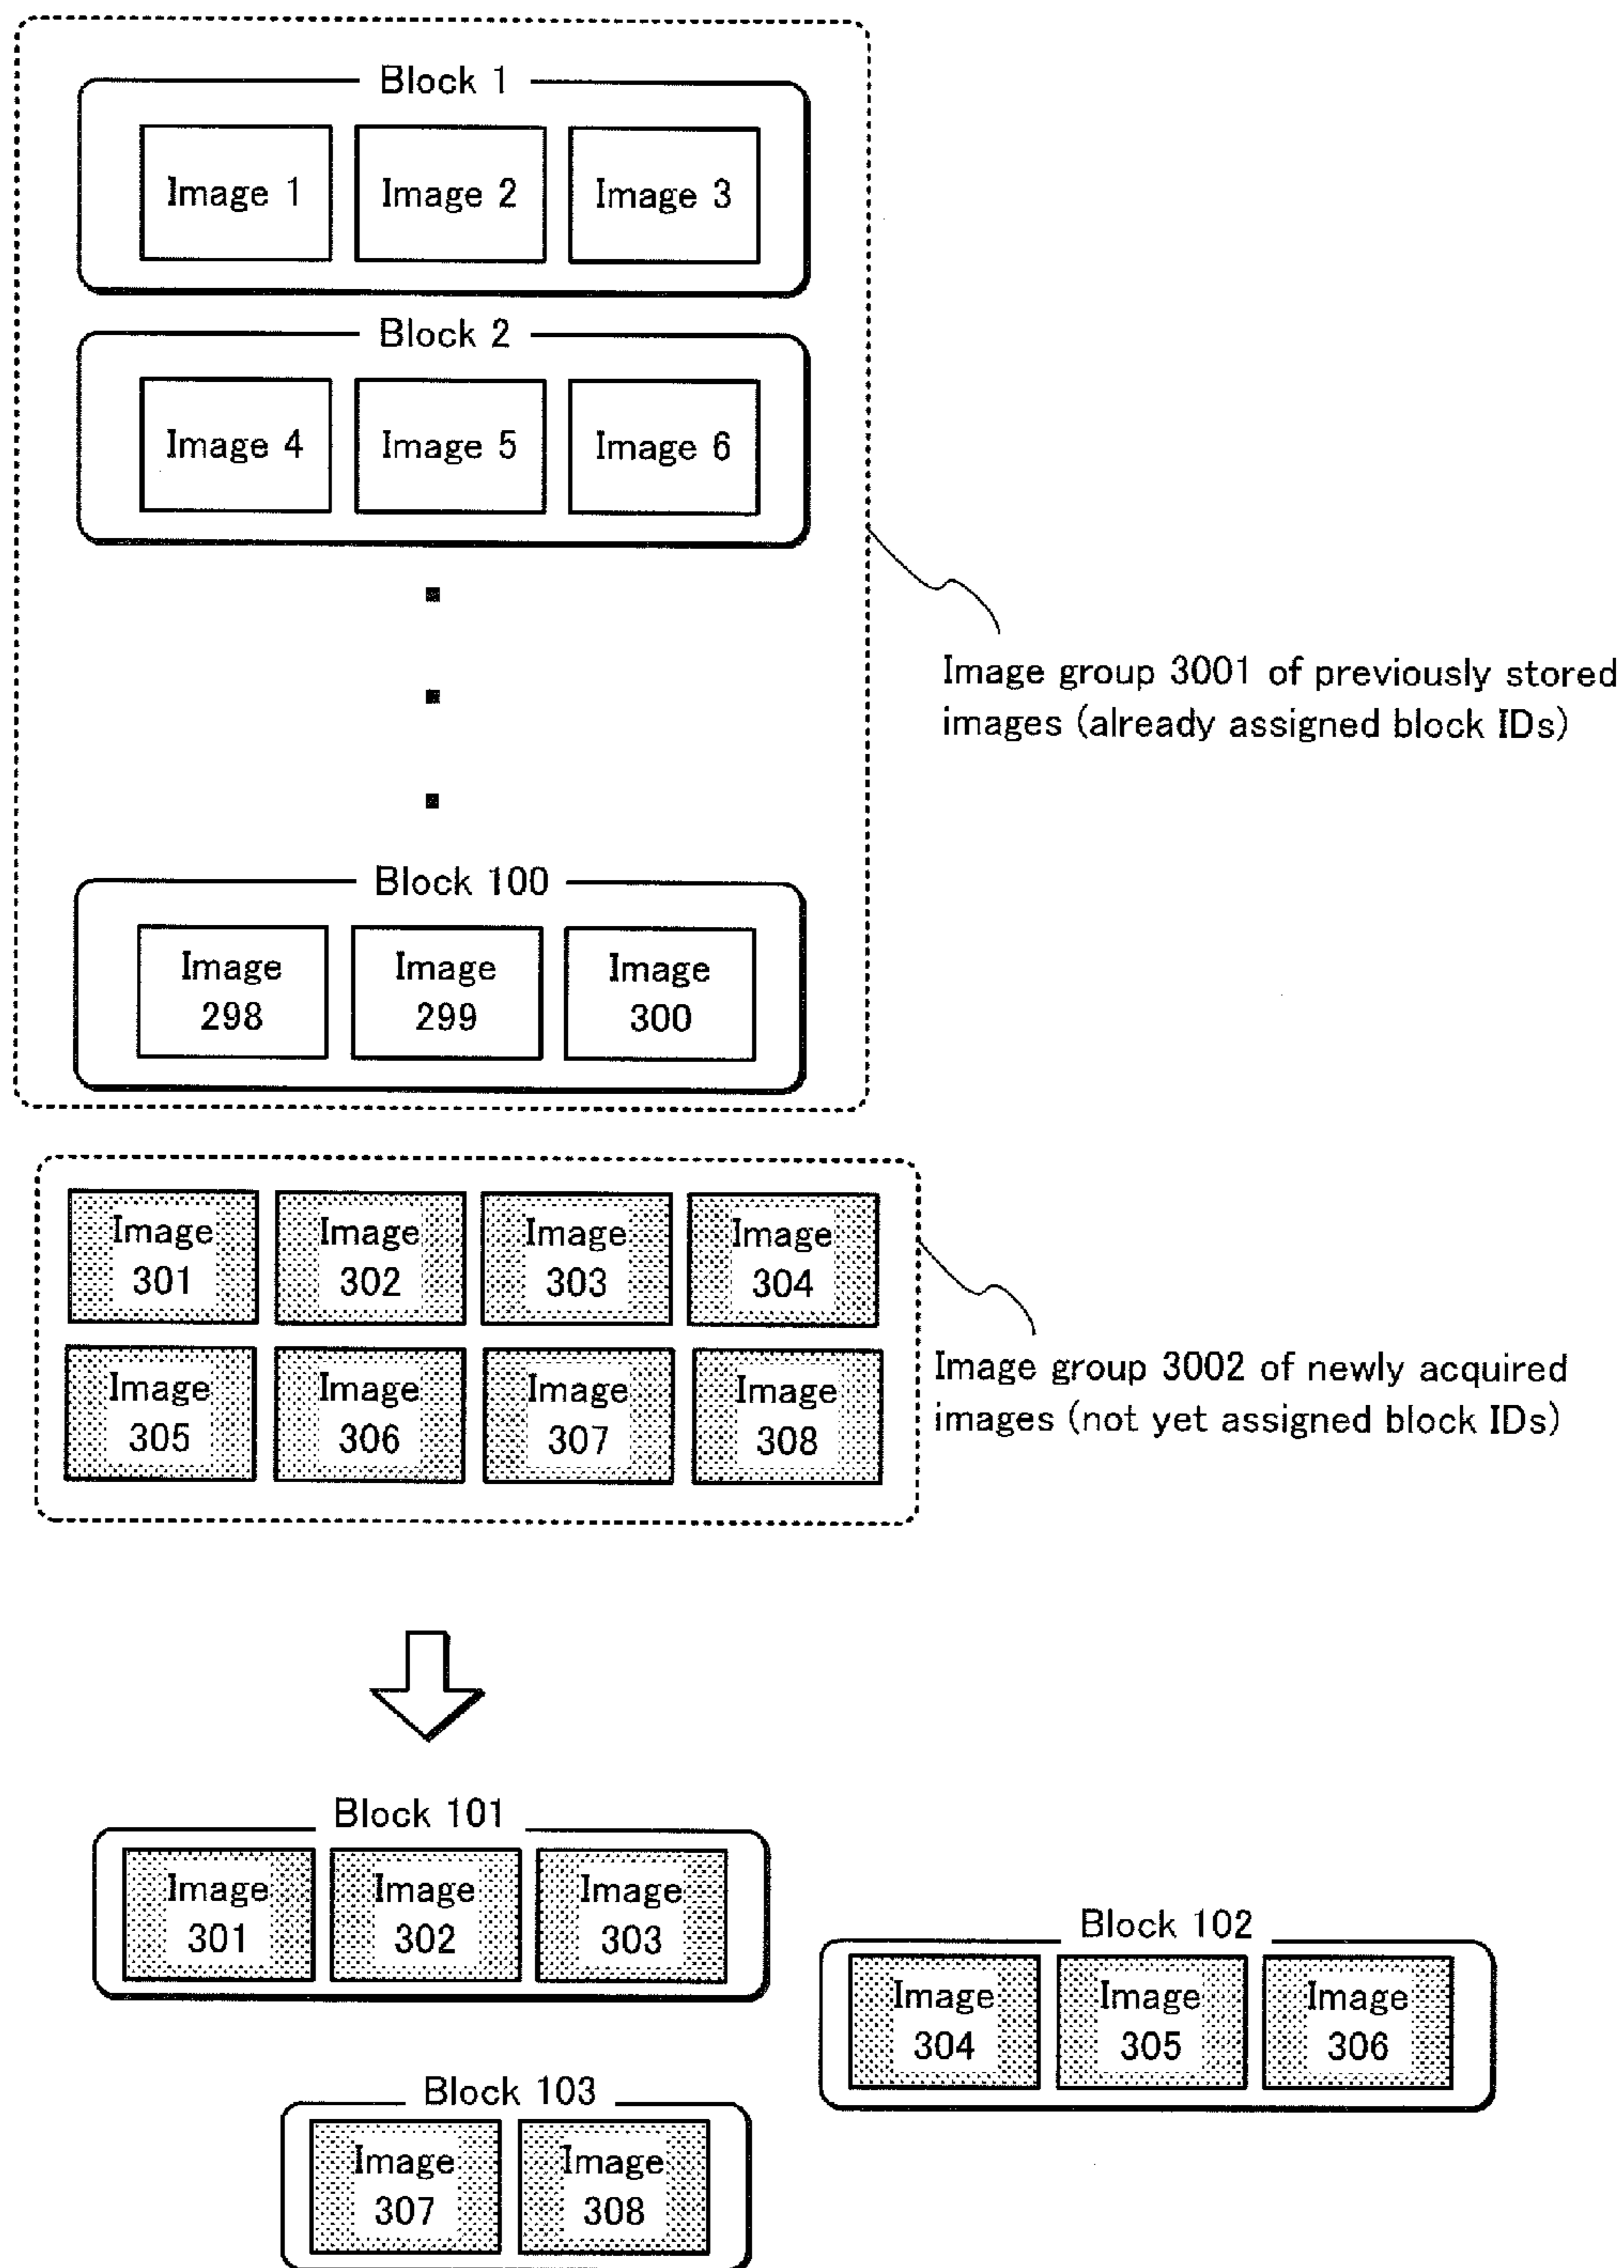 Block 1
Image 1
Image 2
Image 3
Block 2
Image 4
Image 5
Image 6
Image group 3001 of previously stored
images (already assigned block IDs)
Block 100
Image
298
Image
299
Image
300
Image
301
Image
302
Image
303
Image
304
Image
305
Image
306
Image
307
Image
308
Image group 3002 of newly acquired
images (not yet assigned block IDs)
Block 101
Image
301
Image
302
Image
303
Block 102
Image
304
Image
305
Image
306
Block 103
Image
307
Image
308